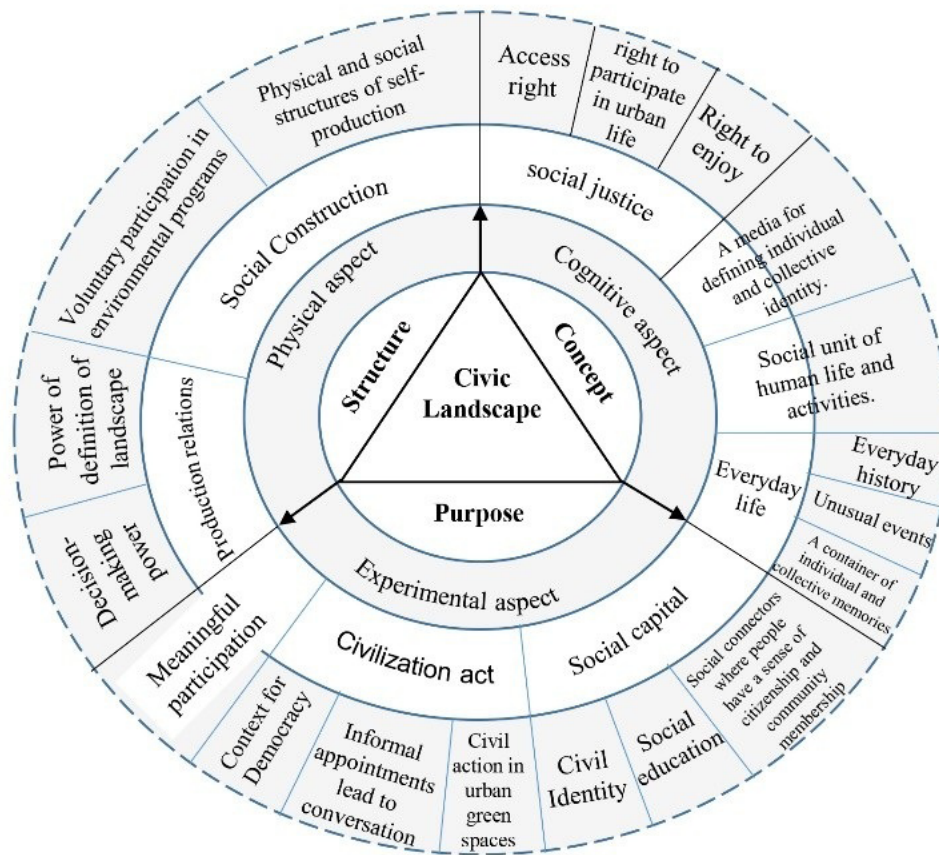 Physical and social
structures of self-
production
Access
right
right to
participate
in urban
life
Right to
enjoy
Voluntary participation in
environmental programs
Social Construction
social justice
A media for
defining individual
and collective
identity.
Physical aspect
Cognitive aspect
Structure
Concept
Civic
Landscape
Social unit of
human life and
activities.
Power of
definition of
landscape
Production relations
Everyday
life
Everyday
history
Unusual events
A container of
individual and
collective memories
Purpose
Decision-
making
power
Experimental aspect
Meaningful
participation
Civilization act
Social capital
Social connectors
where people
have a sense of
citizenship and
community
membership
Context for
Democracy
Informal
appointments
lead to
conversation
Civil
action in
urban
green
spaces
Civil
Identity
Social
education